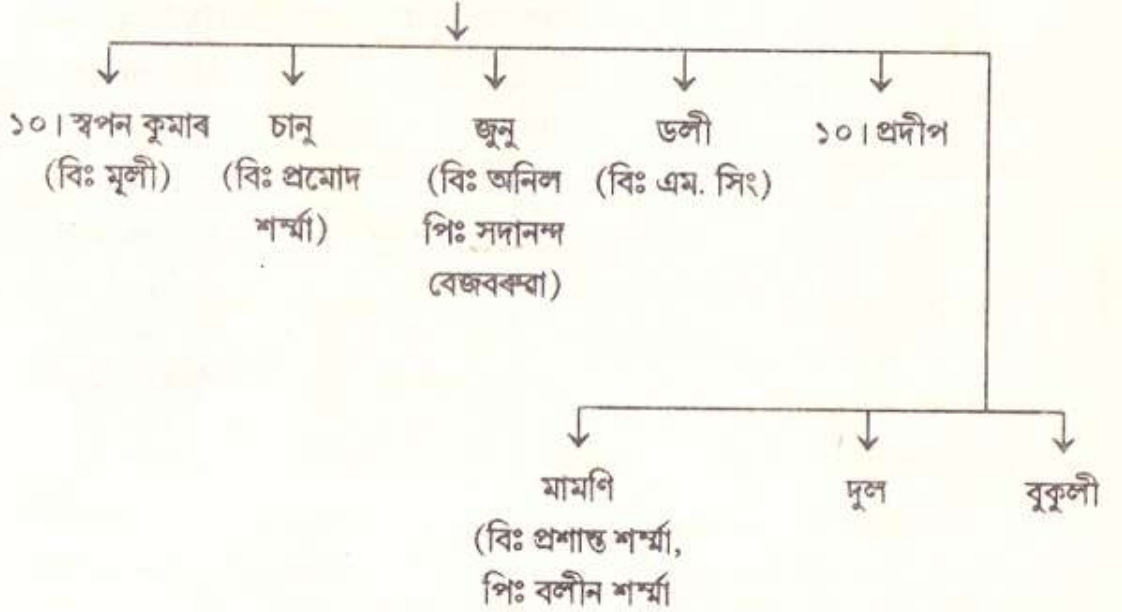 ১০। স্বপন কুমাৰ চানু জুনু ডলী ১০। প্ৰদীপ
(বিঃ মূলী) (বিঃ প্ৰমোদ (বিঃ অনিল (বিঃ এম. সিং)
শৰ্ম্মা) পিঃ সদানন্দ
বেজবৰুৱা)
মামণি দুল বুকুলী
(বিঃ প্ৰশান্ত শৰ্ম্মা,
পিঃ বলীন শৰ্ম্মা